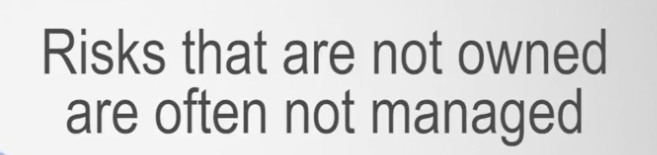 Risks that are not owned
are often not managed